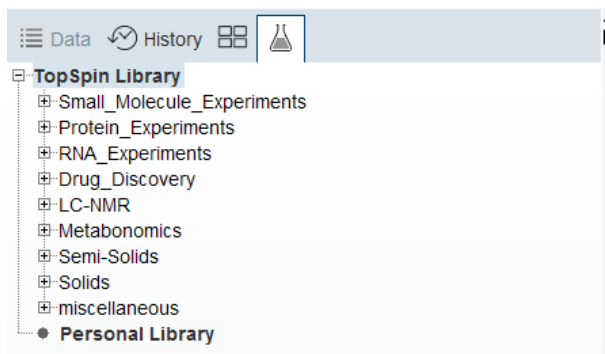 Data History
TopSpin Library
Small_Molecule_Experiments
Protein_Experiments
RNA_Experiments
Drug_Discovery
LC-NMR
Metabonomics
Semi-Solids
Solids
miscellaneous
Personal Library